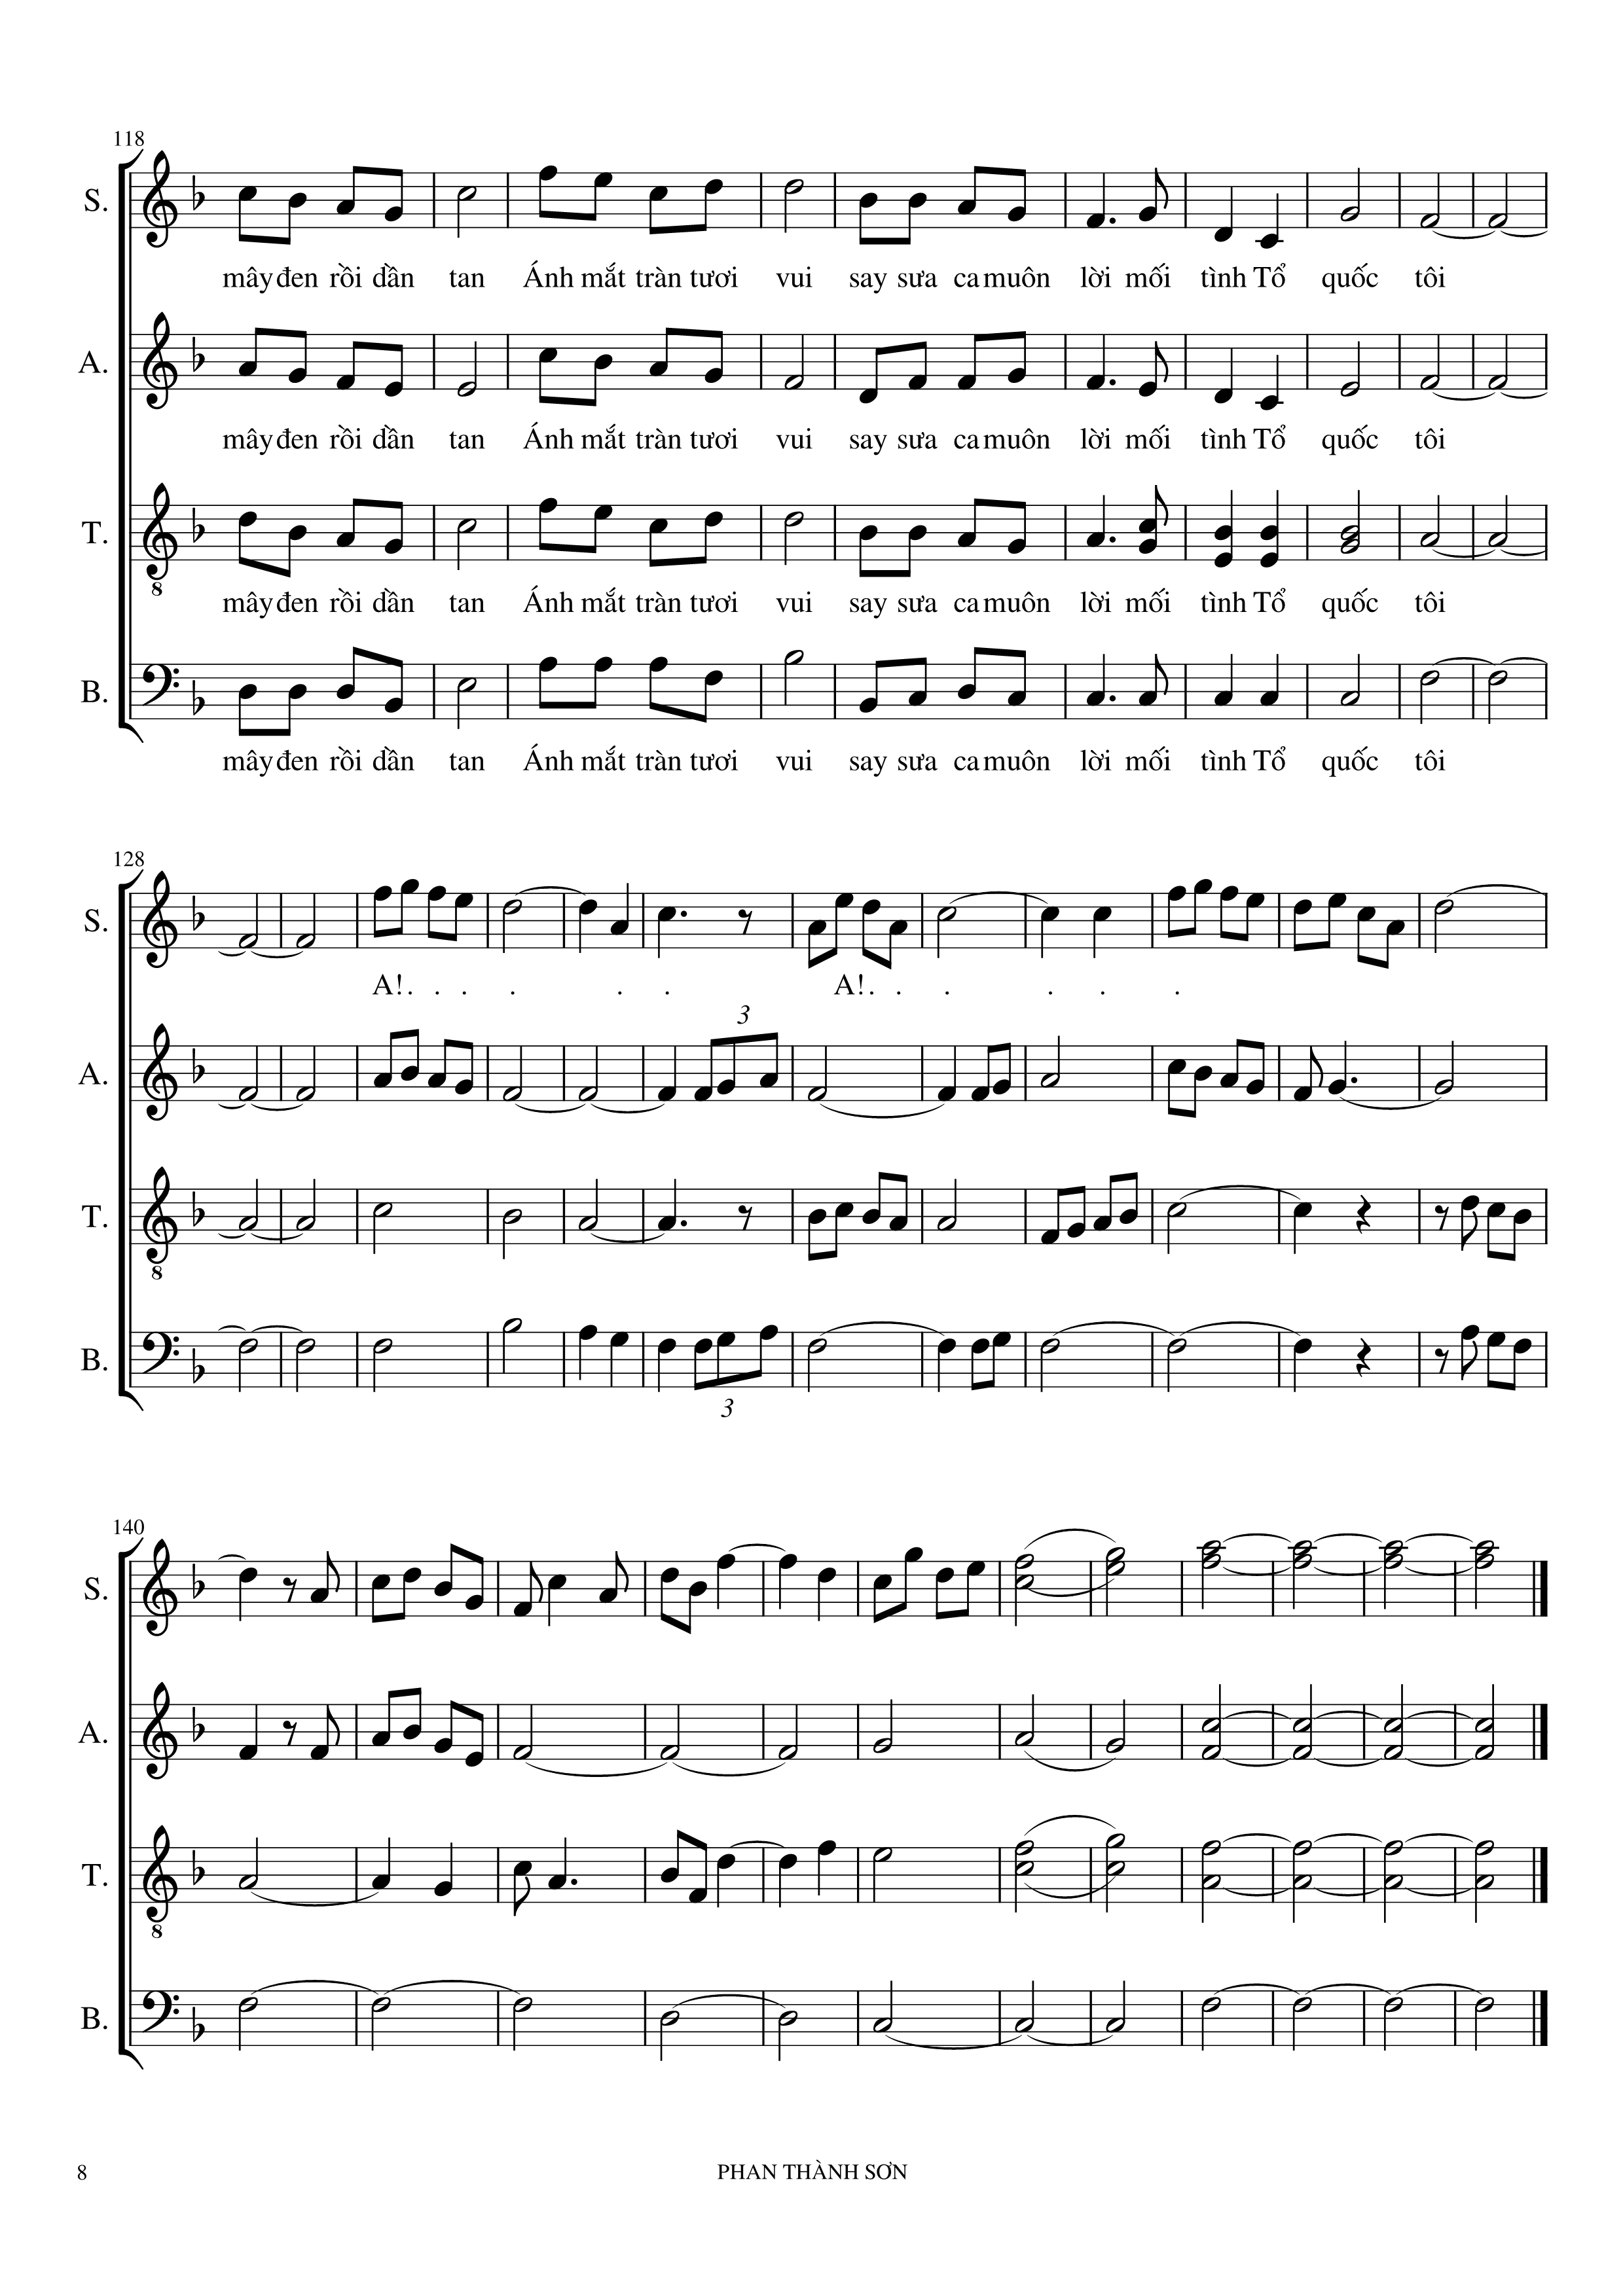 118
S.
mây đen rồi dần tan Ánh mắt tràn tươi vui say sưa ca muôn lời mối tình Tổ quốc tôi
A.
mây đen rồi dần tan Ánh mắt tràn tươi vui say sưa ca muôn lời mối tình Tổ quốc tôi
T.
8
mây đen rồi dần tan Ánh mắt tràn tươi vui say sưa ca muôn lời mối tình Tổ quốc tôi
B.
mây đen rồi dần tan Ánh mắt tràn tươi vui say sưa ca muôn lời mối tình Tổ quốc tôi
128
S.
A! . . . . . . A! . . . . . .
3
A.
T.
8
B.
3
140
S.
A.
T.
8
B.
8 PHAN THÀNH SƠN